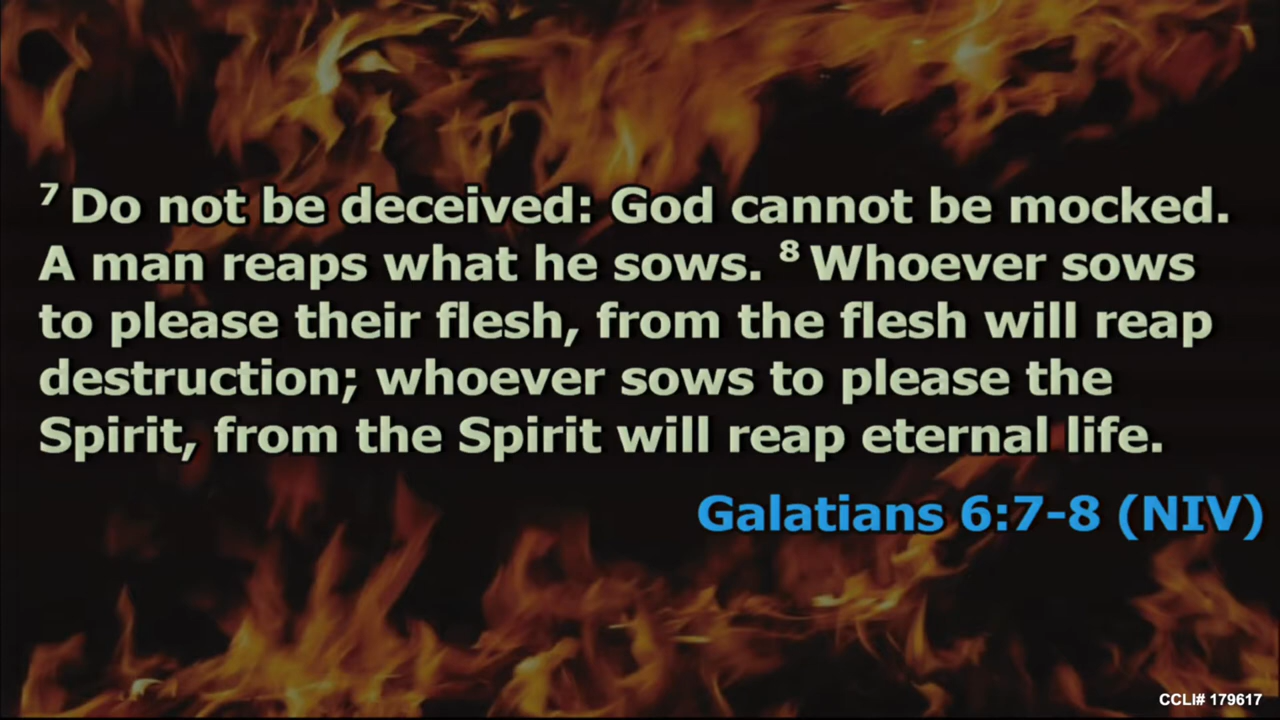 ⁷ Do not be deceived: God cannot be mocked.
A man reaps what he sows. ⁸ Whoever sows
to please their flesh, from the flesh will reap
destruction; whoever sows to please the
Spirit, from the Spirit will reap eternal life.
Galatians 6:7-8 (NIV)
CCLI# 179617